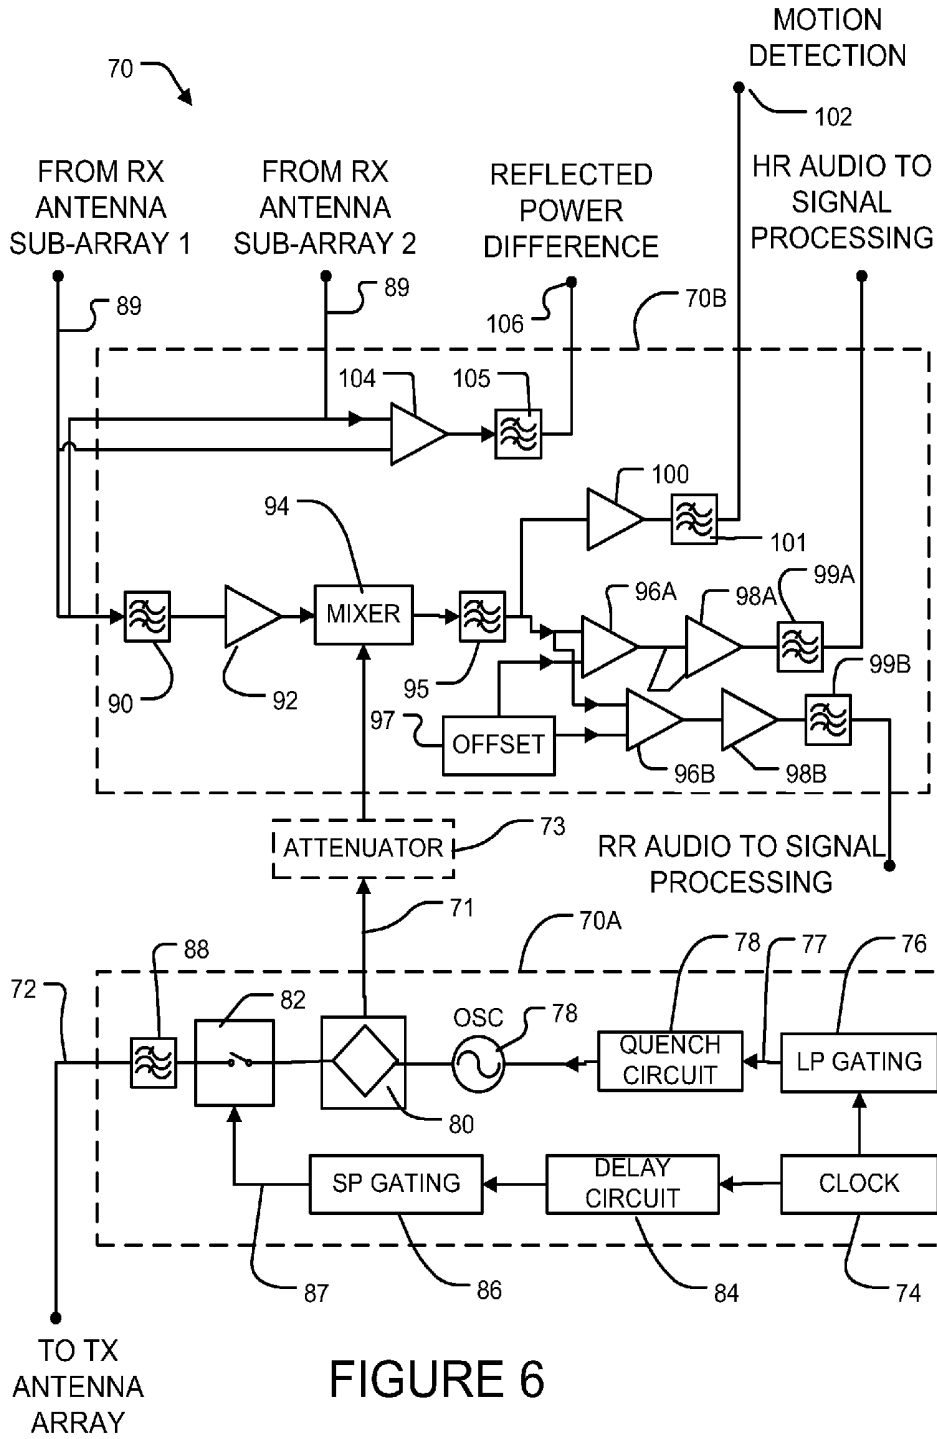 MOTION
DETECTION
70
102
FROM RX
ANTENNA
SUB-ARRAY 1
FROM RX
ANTENNA
SUB-ARRAY 2
REFLECTED
POWER
DIFFERENCE
HR AUDIO TO
SIGNAL
PROCESSING
89
89
106
70B
104
105
100
94
101
96A
98A
99A
MIXER
90
92
95
99B
97
OFFSET
96B
98B
ATTENUATOR
73
RR AUDIO TO SIGNAL
PROCESSING
71
70A
88
78
77
76
72
82
OSC
78
QUENCH
CIRCUIT
LP GATING
80
SP GATING
DELAY
CIRCUIT
CLOCK
87
86
84
74
TO TX
ANTENNA
ARRAY
FIGURE 6